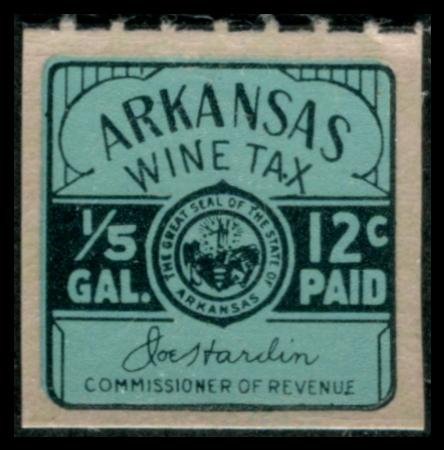 ARKANSAS
WINE TAX
1/5 GAL.
12c PAID
THE GREAT SEAL OF THE STATE OF
ARKANSAS
Joe Hardin
COMMISSIONER OF REVENUE